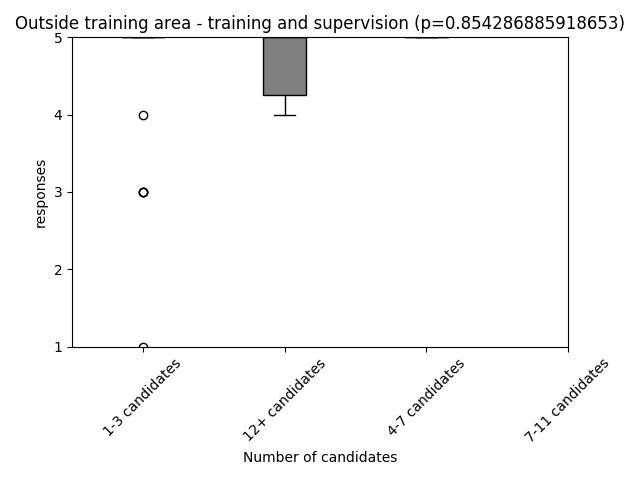 Outside training area - training and supervision (p=0.854286885918653)
5
4
3
2
1
responses
1-3 candidates
12+ candidates
4-7 candidates
7-11 candidates
Number of candidates